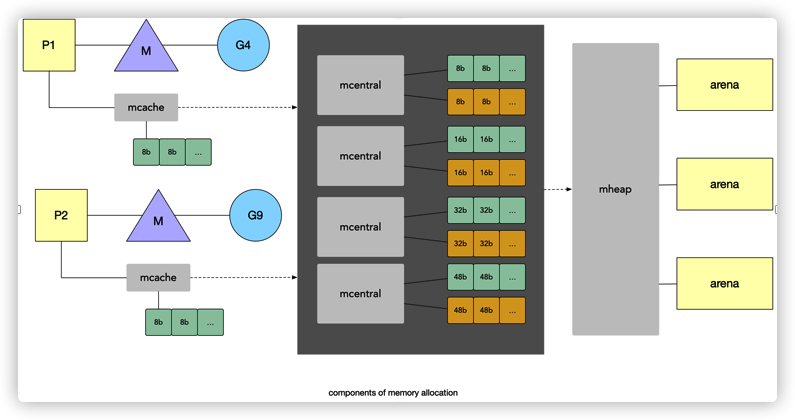 P1
M
G4
mcache
8b 8b ...
P2
M
G9
mcache
8b 8b ...
mcentral
8b 8b ...
8b 8b ...
mcentral
16b 16b ...
16b 16b ...
mcentral
32b 32b ...
32b 32b ...
mcentral
48b 48b ...
48b 48b ...
mheap
arena
arena
arena
components of memory allocation